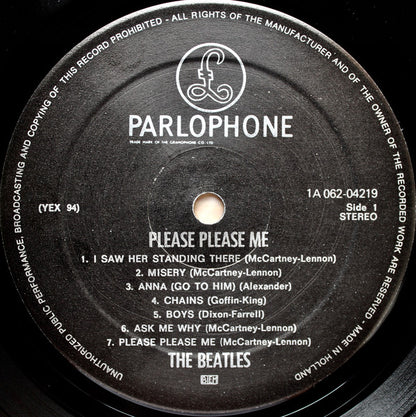 UNAUTHORIZED PUBLIC PERFORMANCE, BROADCASTING AND COPYING OF THIS RECORD PROHIBITED - ALL RIGHTS OF THE MANUFACTURER AND OF THE OWNER OF THE RECORDED WORK ARE RESERVED - MADE IN HOLLAND
£
PARLOPHONE
TRADE MARK OF THE GRAMOPHONE CO. LTD
1A 062-04219
(YEX 94)
Side 1
STEREO
PLEASE PLEASE ME
1. I SAW HER STANDING THERE (McCartney-Lennon)
2. MISERY (McCartney-Lennon)
3. ANNA (GO TO HIM) (Alexander)
4. CHAINS (Goffin-King)
5. BOYS (Dixon-Farrell)
6. ASK ME WHY (McCartney-Lennon)
7. PLEASE PLEASE ME (McCartney-Lennon)
THE BEATLES